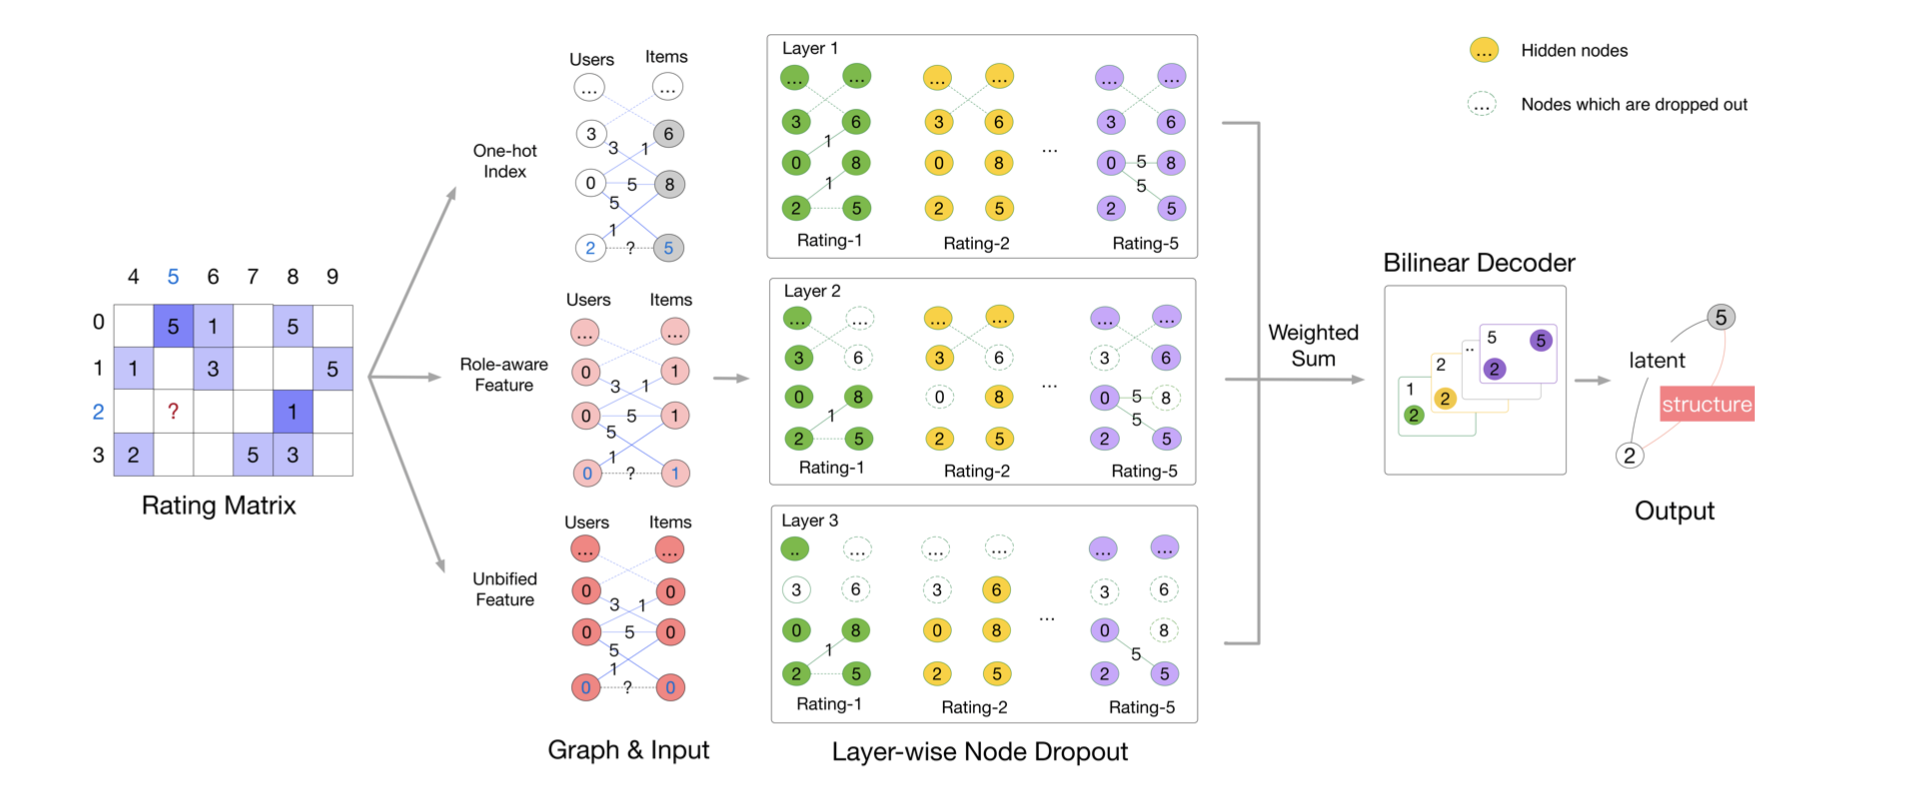 4 5 6 7 8 9
0 5 1 5
1 1 3 5
2 ? 1
3 2 5 3
Rating Matrix
One-hot
Index
Users Items
... ...
3 6
3 1
0 5 8
5
1
2 ? 5
Role-aware
Feature
Users Items
... ...
0 1
3 1
0 5 1
5
1
0 ? 1
Unbified
Feature
Users Items
... ...
0 0
3 1
0 5 0
5
1
0 ? 0
Graph & Input
Layer 1
... ... ... ... ... ...
3 6 3 6 3 6
1
0 8 0 8 ... 0 5 8
1 5
2 5 2 5 2 5
Rating-1 Rating-2 Rating-5
Layer 2
... ... ... ... ... ...
3 6 3 6 3 6
0 8 0 8 ... 0 5 8
1 5
2 5 2 5 2 5
Rating-1 Rating-2 Rating-5
Layer 3
.. ... ... ... ... ...
3 6 3 6 3 6
0 8 0 8 ... 0 8
1 5
2 5 2 5 2 5
Rating-1 Rating-2 Rating-5
Layer-wise Node Dropout
... Hidden nodes
... Nodes which are dropped out
Weighted
Sum
Bilinear Decoder
5 5
2
..
2
2
1
2
5
latent
structure
2
Output